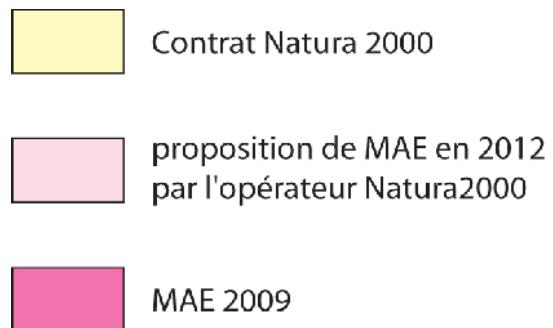 Contrat Natura 2000
proposition de MAE en 2012
par l'opérateur Natura2000
MAE 2009